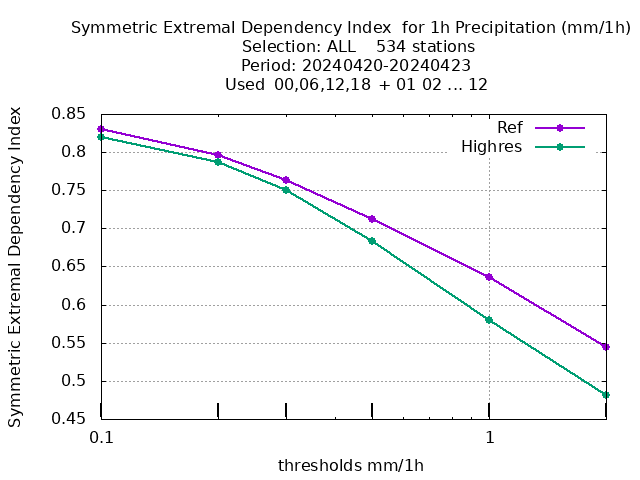 Symmetric Extremal Dependency Index  for 1h Precipitation (mm/1h)
Selection: ALL    534 stations
Period: 20240420-20240423
Used  00,06,12,18  + 01 02 ... 12
Symmetric Extremal Dependency Index
0.85
0.8
0.75
0.7
0.65
0.6
0.55
0.5
0.45
Ref
Highres
0.1
1
thresholds mm/1h